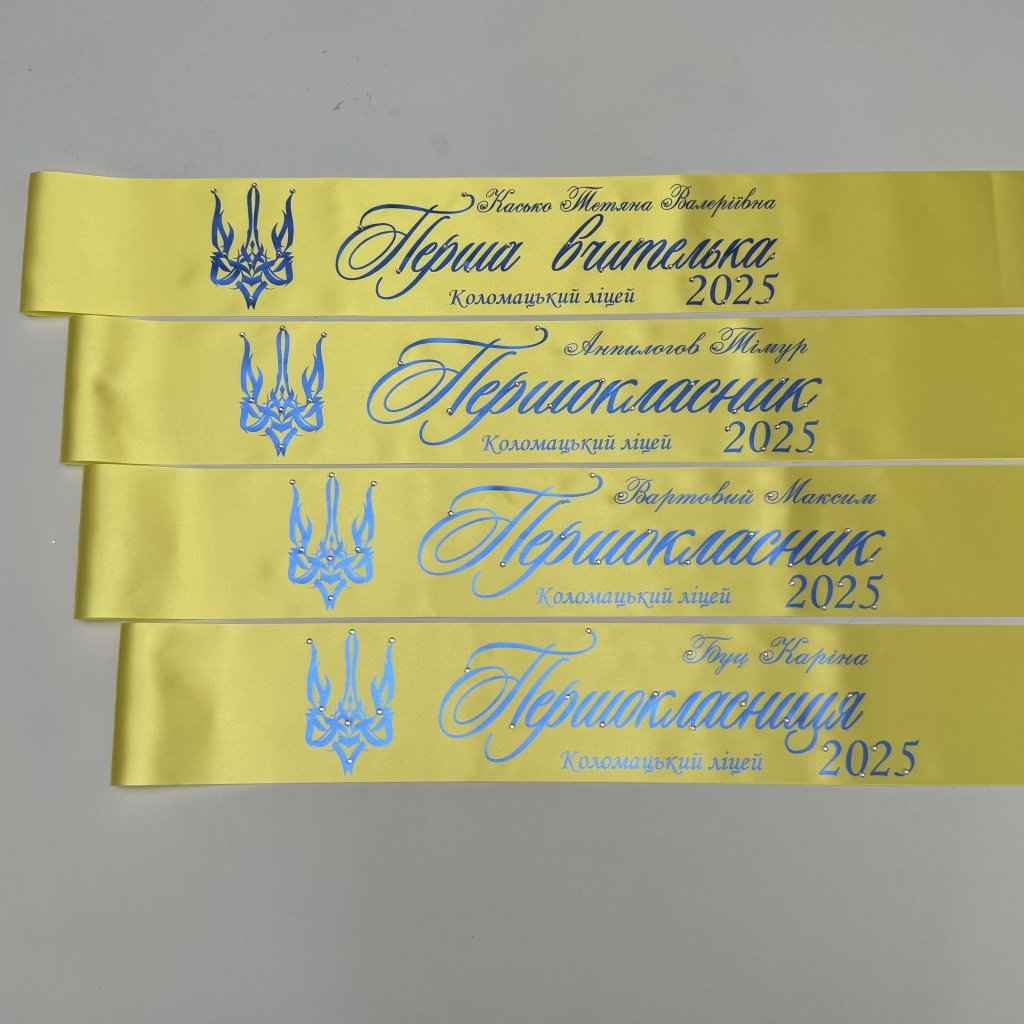 Касько Тетяна Валеріївна
Перша вчителька
Коломацький ліцей 2025
Анпилогов Тімур
Першокласник
Коломацький ліцей 2025
Вартовий Максим
Першокласник
Коломацький ліцей 2025
Буц Каріна
Першокласниця
Коломацький ліцей 2025